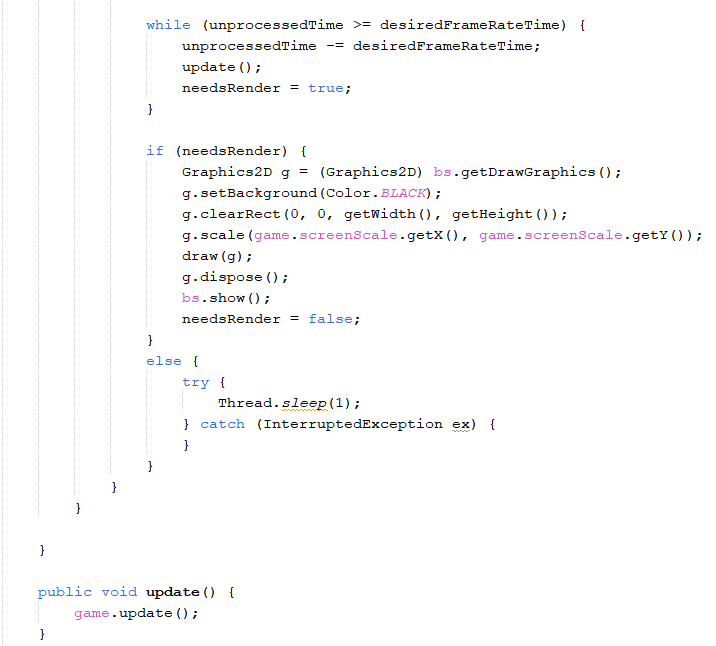 while (unprocessedTime >= desiredFrameRateTime) {
    unprocessedTime -= desiredFrameRateTime;
    update();
    needsRender = true;
}

if (needsRender) {
    Graphics2D g = (Graphics2D) bs.getDrawGraphics();
    g.setBackground(Color.BLACK);
    g.clearRect(0, 0, getWidth(), getHeight());
    g.scale(game.screenScale.getX(), game.screenScale.getY());
    draw(g);
    g.dispose();
    bs.show();
    needsRender = false;
}
else {
    try {
        Thread.sleep(1);
    } catch (InterruptedException ex) {
    }
}
}
}

}

public void update() {
    game.update();
}